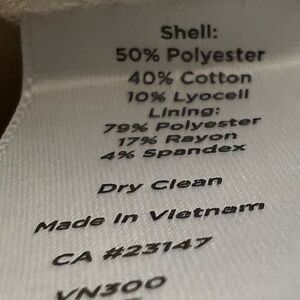 Shell:
50% Polyester
40% Cotton
10% Lyocell
Lining:
79% Polyester
17% Rayon
4% Spandex
Dry Clean
Made In Vietnam
CA #23147
VN300